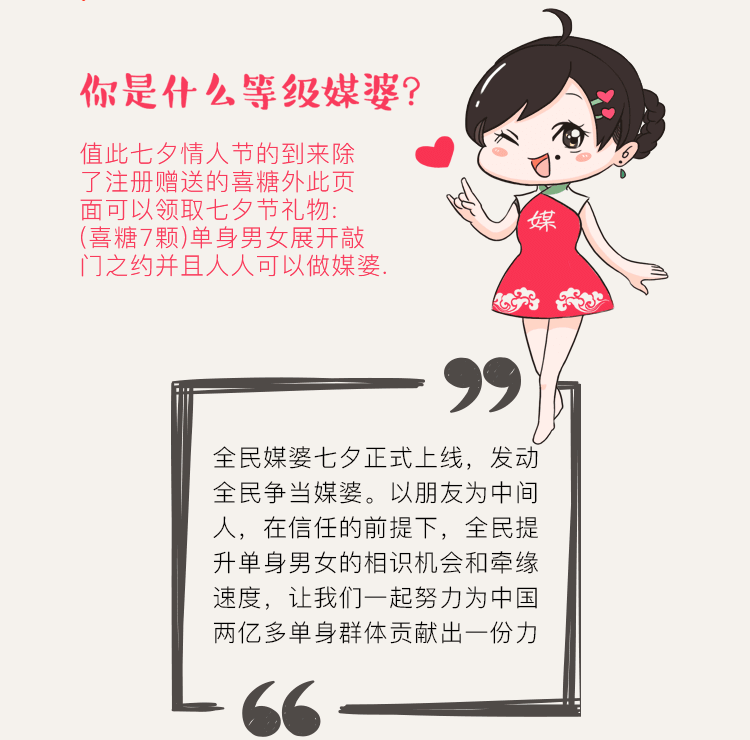 你是什么等级媒婆?
值此七夕情人节的到来除
了注册赠送的喜糖外此页
面可以领取七夕节礼物:
(喜糖7颗)单身男女展开敲
门之约并且人人可以做媒婆.
媒
全民媒婆七夕正式上线，发动
全民争当媒婆。以朋友为中间
人，在信任的前提下，全民提
升单身男女的相识机会和牵缘
速度，让我们一起努力为中国
两亿多单身群体贡献出一份力